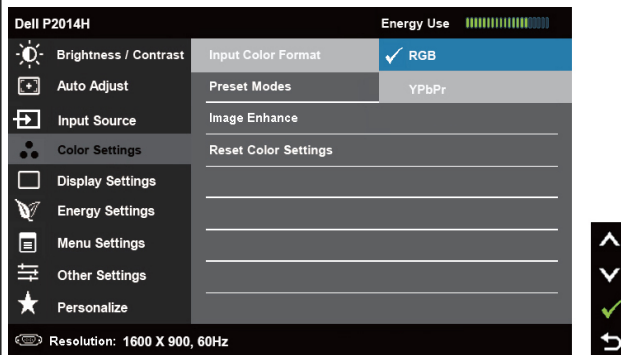 Dell P2014H Energy Use
Brightness / Contrast Input Color Format RGB
Auto Adjust Preset Modes YPbPr
Input Source Image Enhance
Color Settings Reset Color Settings
Display Settings
Energy Settings
Menu Settings
Other Settings
Personalize
Resolution: 1600 X 900, 60Hz